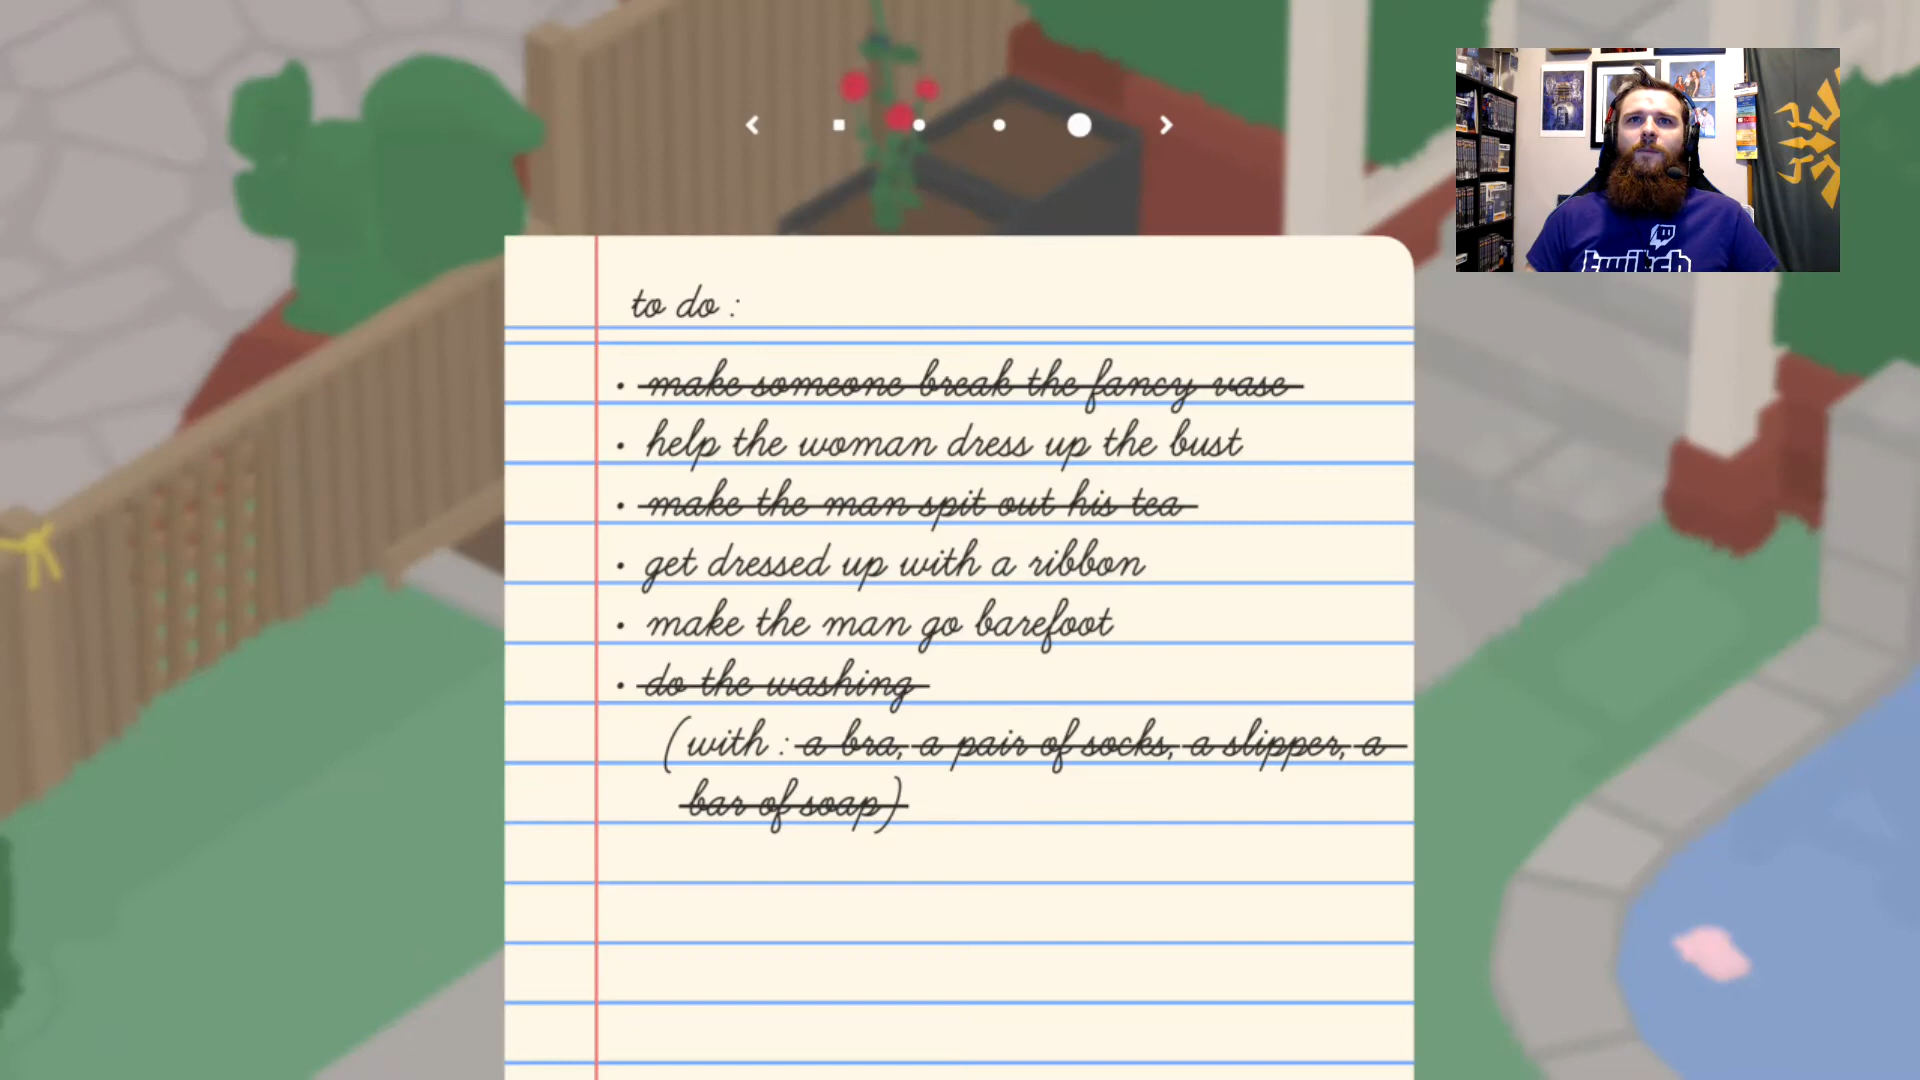 to do :
• make someone break the fancy vase
• help the woman dress up the bust
• make the man spit out his tea
• get dressed up with a ribbon
• make the man go barefoot
• do the washing
(with : a bra, a pair of socks, a slipper, a
bar of soap)
twitch